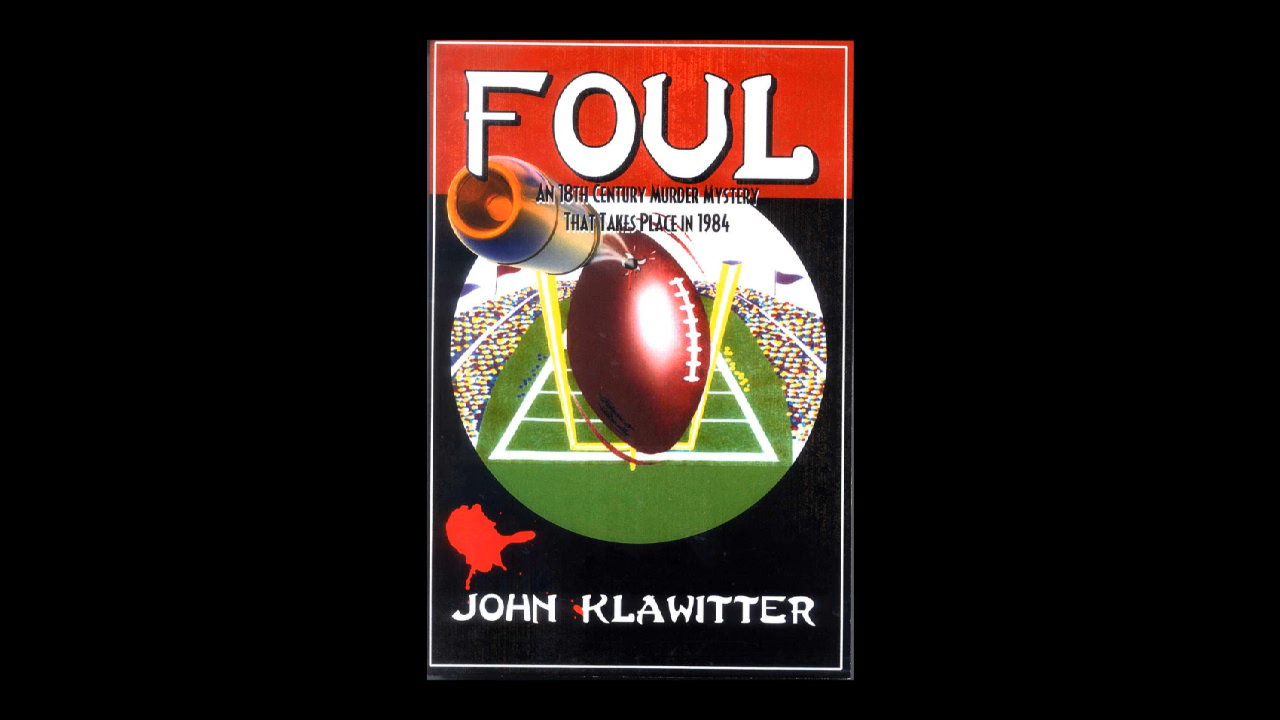 FOUL
AN 18TH CENTURY MURDER MYSTERY
THAT TAKES PLACE IN 1984
JOHN KLAWITTER